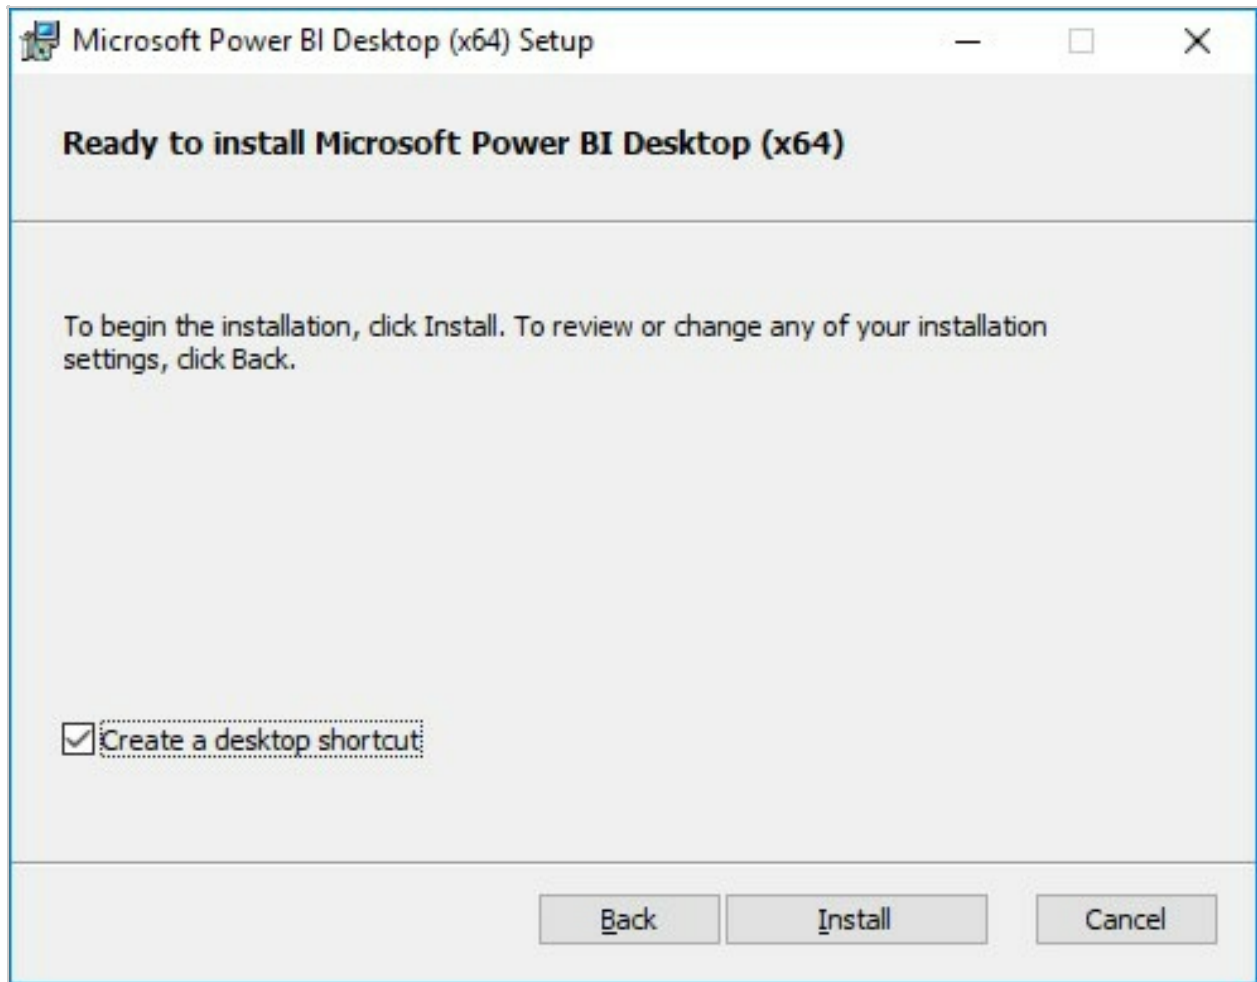 Microsoft Power BI Desktop (x64) Setup
Ready to install Microsoft Power BI Desktop (x64)
To begin the installation, click Install. To review or change any of your installation
settings, click Back.
Create a desktop shortcut
Back
Install
Cancel